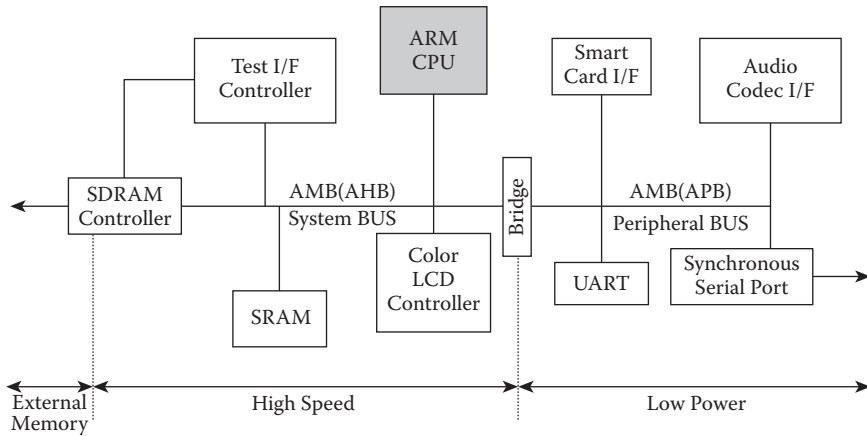 Test I/F
Controller
ARM
CPU
Smart
Card I/F
Audio
Codec I/F
SDRAM
Controller
AMB(AHB)
System BUS
Bridge
AMB(APB)
Peripheral BUS
SRAM
Color
LCD
Controller
UART
Synchronous
Serial Port
External
Memory
High Speed
Low Power